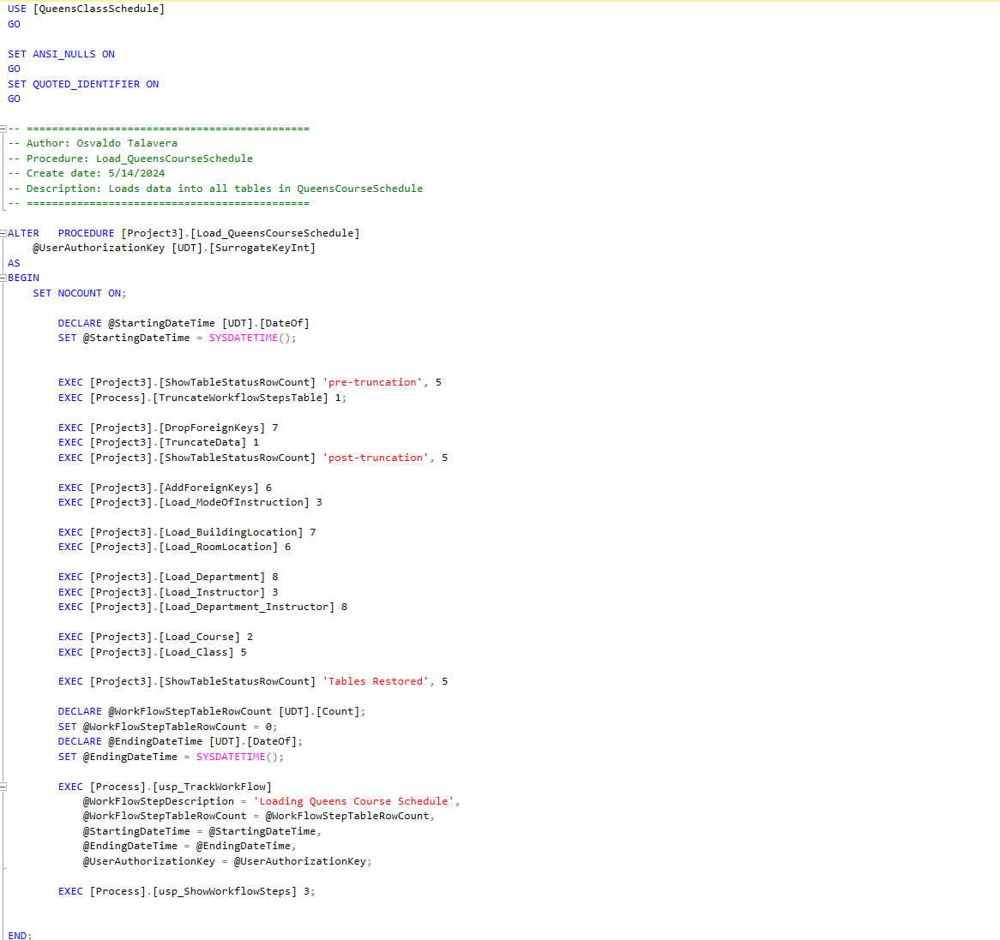 USE [QueensClassSchedule]
GO
SET ANSI_NULLS ON
GO
SET QUOTED_IDENTIFIER ON
GO
-- =============================================
-- Author: Osvaldo Talavera
-- Procedure: Load_QueensCourseSchedule
-- Create date: 5/14/2024
-- Description: Loads data into all tables in QueensCourseSchedule
-- =============================================
ALTER   PROCEDURE [Project3].[Load_QueensCourseSchedule]
    @UserAuthorizationKey [UDT].[SurrogateKeyInt]
AS
BEGIN
    SET NOCOUNT ON;
        DECLARE @StartingDateTime [UDT].[DateOf]
        SET @StartingDateTime = SYSDATETIME();
        EXEC [Project3].[ShowTableStatusRowCount] 'pre-truncation', 5
        EXEC [Process].[TruncateWorkflowStepsTable] 1;
        EXEC [Project3].[DropForeignKeys] 7
        EXEC [Project3].[TruncateData] 1
        EXEC [Project3].[ShowTableStatusRowCount] 'post-truncation', 5
        EXEC [Project3].[AddForeignKeys] 6
        EXEC [Project3].[Load_ModeOfInstruction] 3
        EXEC [Project3].[Load_BuildingLocation] 7
        EXEC [Project3].[Load_RoomLocation] 6
        EXEC [Project3].[Load_Department] 8
        EXEC [Project3].[Load_Instructor] 3
        EXEC [Project3].[Load_Department_Instructor] 8
        EXEC [Project3].[Load_Course] 2
        EXEC [Project3].[Load_Class] 5
        EXEC [Project3].[ShowTableStatusRowCount] 'Tables Restored', 5
        DECLARE @WorkFlowStepTableRowCount [UDT].[Count];
        SET @WorkFlowStepTableRowCount = 0;
        DECLARE @EndingDateTime [UDT].[DateOf];
        SET @EndingDateTime = SYSDATETIME();
        EXEC [Process].[usp_TrackWorkFlow]
            @WorkFlowStepDescription = 'Loading Queens Course Schedule',
            @WorkFlowStepTableRowCount = @WorkFlowStepTableRowCount,
            @StartingDateTime = @StartingDateTime,
            @EndingDateTime = @EndingDateTime,
            @UserAuthorizationKey = @UserAuthorizationKey;
        EXEC [Process].[usp_ShowWorkflowSteps] 3;
END;